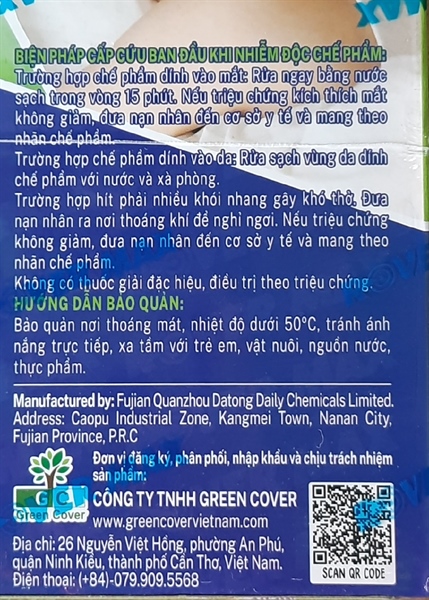 BIỆN PHÁP CẤP CỨU BAN ĐẦU KHI NHIỄM ĐỘC CHẾ PHẨM:
Trường hợp chế phẩm dính vào mắt: Rửa ngay bằng nước
sạch trong vòng 15 phút. Nếu triệu chứng kích thích mắt
không giảm, đưa nạn nhân đến cơ sở y tế và mang theo
nhãn chế phẩm.
Trường hợp chế phẩm dính vào da: Rửa sạch vùng da dính
chế phẩm với nước và xà phòng.
Trường hợp hít phải nhiều khói nhang gây khó thở. Đưa
nạn nhân ra nơi thoáng khí để nghỉ ngơi. Nếu triệu chứng
không giảm, đưa nạn nhân đến cơ sở y tế và mang theo
nhãn chế phẩm.
Không có thuốc giải đặc hiệu, điều trị theo triệu chứng.
HƯỚNG DẪN BẢO QUẢN:
Bảo quản nơi thoáng mát, nhiệt độ dưới 50°C, tránh ánh
nắng trực tiếp, xa tầm với trẻ em, vật nuôi, nguồn nước,
thực phẩm.
Manufactured by: Fujian Quanzhou Datong Daily Chemicals Limited.
Address: Caopu Industrial Zone, Kangmei Town, Nanan City,
Fujian Province, P.R.C
Đơn vị đăng ký, phân phối, nhập khẩu và chịu trách nhiệm
sản phẩm:
CÔNG TY TNHH GREEN COVER
www.greencovervietnam.com
G C
Green Cover
Địa chỉ: 26 Nguyễn Việt Hồng, phường An Phú,
quận Ninh Kiều, thành phố Cần Thơ, Việt Nam.
Điện thoại: (+84)-079.909.5568
SCAN QR CODE